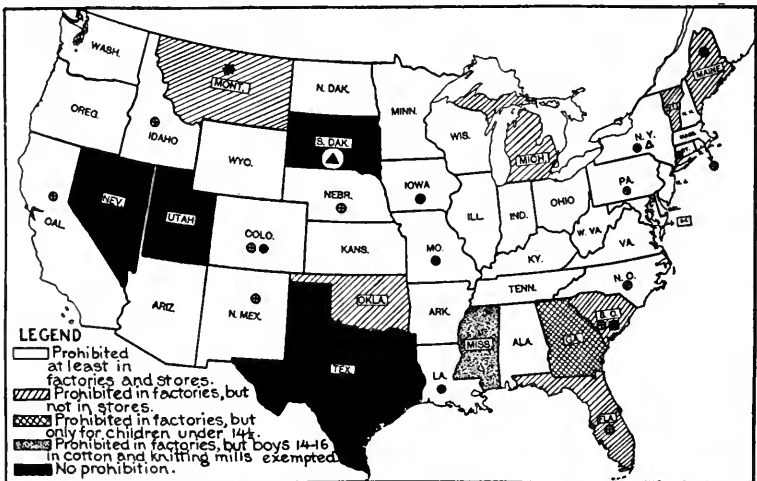 WASH.
MONT.
N. DAK.
MINN.
MAINE
OREG.
IDAHO
S. DAK.
WIS.
MICH.
N.Y.
WYO.
IOWA
PA.
NEBR.
NEV.
UTAH
COLO.
ILL.
IND.
OHIO
W. VA.
VA.
CAL.
KANS.
MO.
KY.
N. C.
TENN.
ARIZ.
N. MEX.
OKLA.
ARK.
S. C.
MISS.
ALA.
TEX.
LA.
FLA.
LEGEND
Prohibited
at least in
factories and stores.
Prohibited in factories, but
not in stores.
Prohibited in factories, but
only for children under 14½.
Prohibited in factories, but boys 14-16
in cotton and knitting mills exempted.
No prohibition.